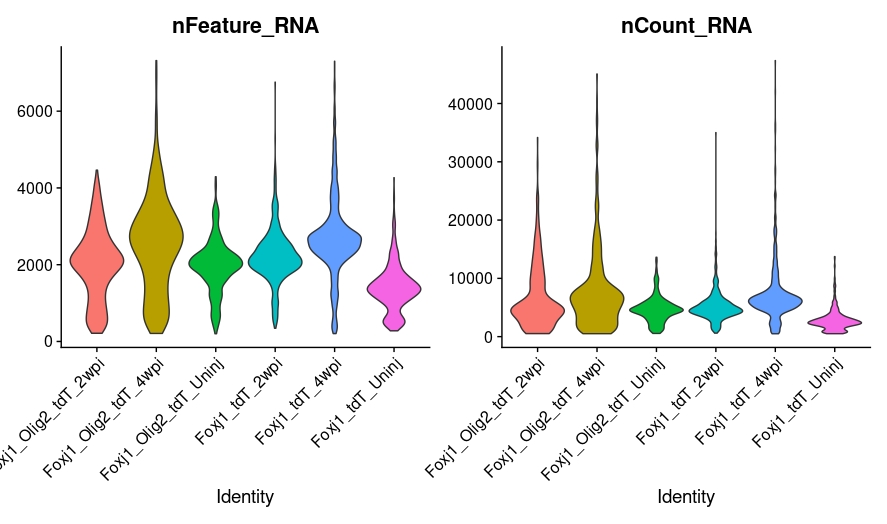 nFeature_RNA
6000
4000
2000
0
oxj1_Olig2_tdT_2wpi
Foxj1_Olig2_tdT_4wpi
Foxj1_Olig2_tdT_Uninj
Foxj1_tdT_2wpi
Foxj1_tdT_4wpi
Foxj1_tdT_Uninj
Identity
nCount_RNA
40000
30000
20000
10000
0
Foxj1_Olig2_tdT_2wpi
Foxj1_Olig2_tdT_4wpi
Foxj1_Olig2_tdT_Uninj
Foxj1_tdT_2wpi
Foxj1_tdT_4wpi
Foxj1_tdT_Uninj
Identity